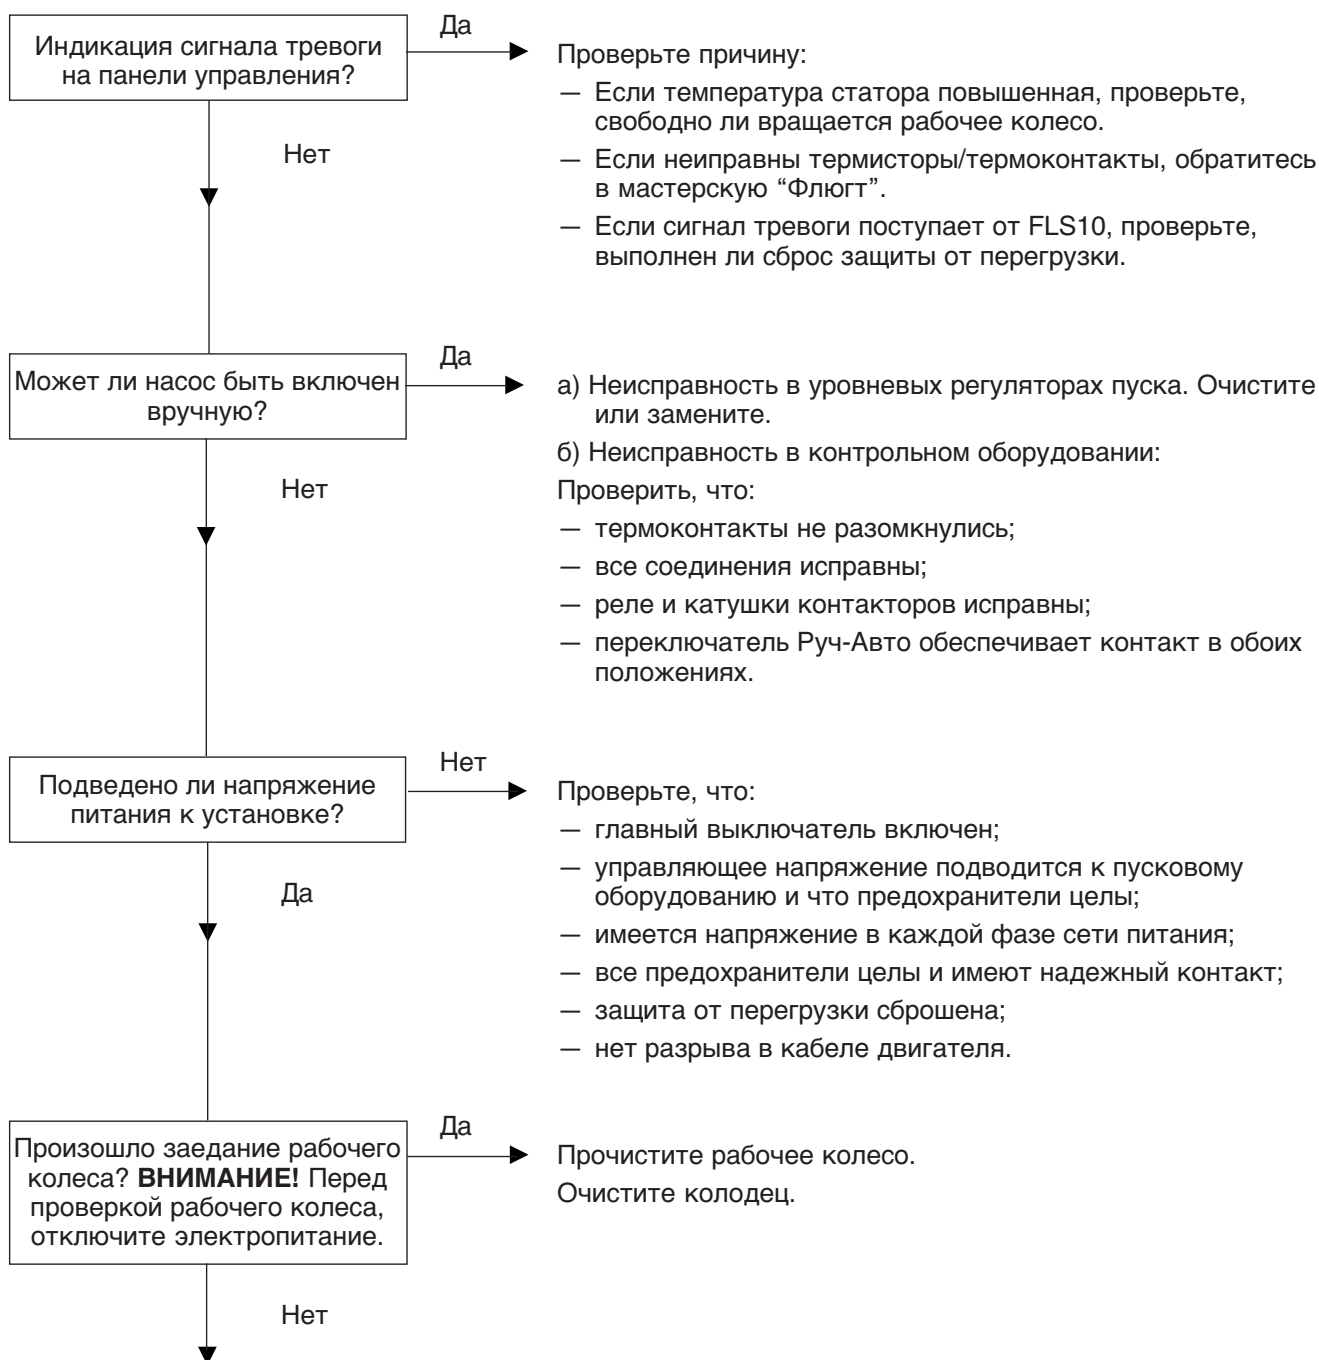 Индикация сигнала тревоги
на панели управления?
Да
Проверьте причину:
— Если температура статора повышенная, проверьте,
свободно ли вращается рабочее колесо.
— Если неиправны термисторы/термоконтакты, обратитесь
в мастерскую “Флюгт”.
— Если сигнал тревоги поступает от FLS10, проверьте,
выполнен ли сброс защиты от перегрузки.
Нет
Может ли насос быть включен
вручную?
Да
а) Неисправность в уровневых регуляторах пуска. Очистите
или замените.
б) Неисправность в контрольном оборудовании:
Проверить, что:
— термоконтакты не разомкнулись;
— все соединения исправны;
— реле и катушки контакторов исправны;
— переключатель Руч-Авто обеспечивает контакт в обоих
положениях.
Нет
Подведено ли напряжение
питания к установке?
Нет
Проверьте, что:
— главный выключатель включен;
— управляющее напряжение подводится к пусковому
оборудованию и что предохранители целы;
— имеется напряжение в каждой фазе сети питания;
— все предохранители целы и имеют надежный контакт;
— защита от перегрузки сброшена;
— нет разрыва в кабеле двигателя.
Да
Произошло заедание рабочего
колеса? ВНИМАНИЕ! Перед
проверкой рабочего колеса,
отключите электропитание.
Да
Прочистите рабочее колесо.
Очистите колодец.
Нет